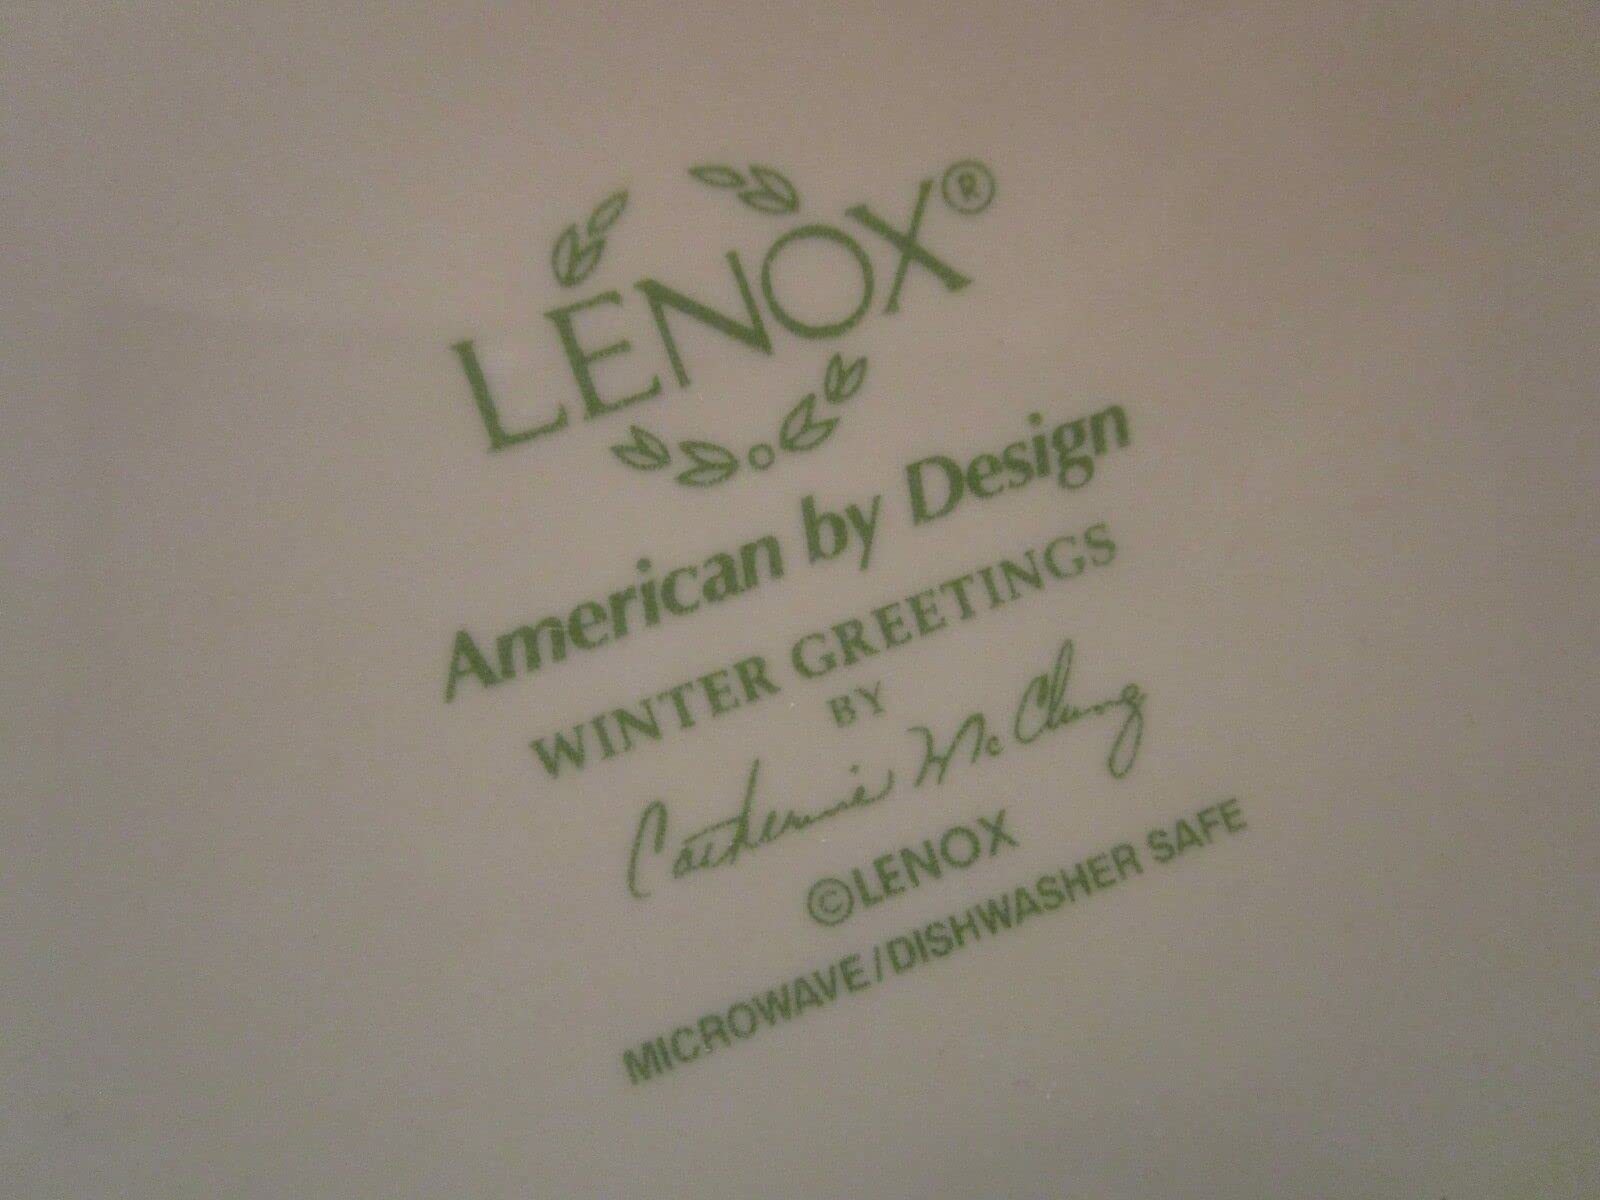 LENOX®
American by Design
WINTER GREETINGS
BY
Catherine McClung
©LENOX
MICROWAVE/DISHWASHER SAFE